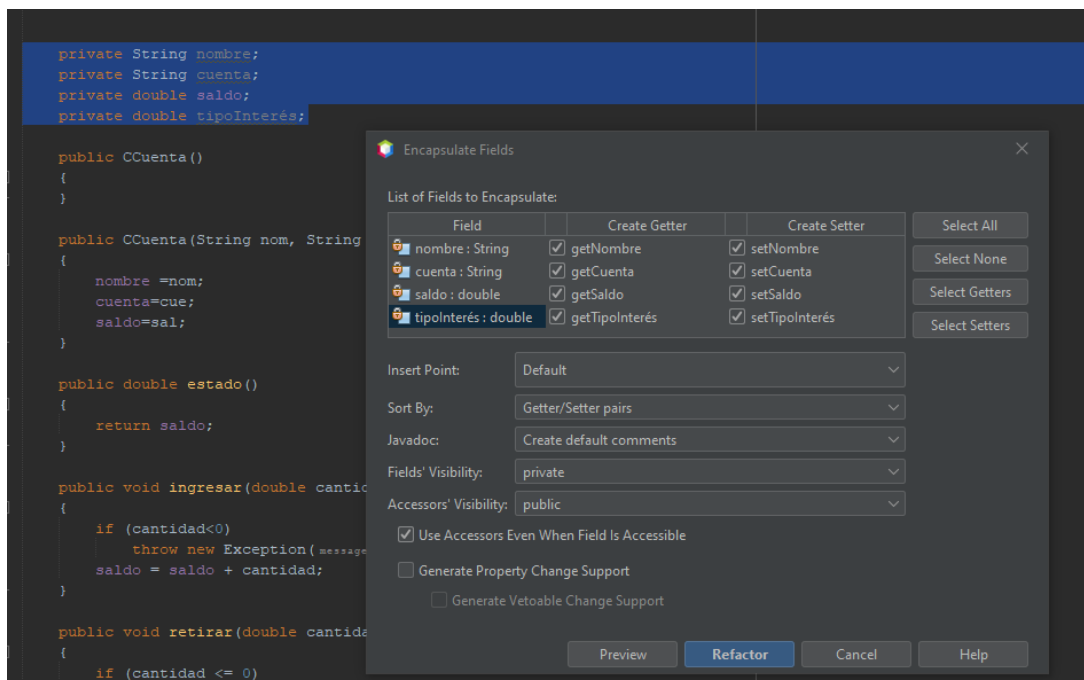 private String nombre;
private String cuenta;
private double saldo;
private double tipoInterés;
public CCuenta()
{
}
public CCuenta(String nom, String
{
nombre =nom;
cuenta=cue;
saldo=sal;
}
public double estado()
{
return saldo;
}
public void ingresar(double cantid
{
if (cantidad<0)
throw new Exception( message
saldo = saldo + cantidad;
}
public void retirar(double cantida
{
if (cantidad <= 0)
Encapsulate Fields
List of Fields to Encapsulate:
Field Create Getter Create Setter
nombre : String getNombre setNombre
cuenta : String getCuenta setCuenta
saldo : double getSaldo setSaldo
tipoInterés : double getTipoInterés setTipoInterés
Select All
Select None
Select Getters
Select Setters
Insert Point: Default
Sort By: Getter/Setter pairs
Javadoc: Create default comments
Fields' Visibility: private
Accessors' Visibility: public
Use Accessors Even When Field Is Accessible
Generate Property Change Support
Generate Vetoable Change Support
Preview Refactor Cancel Help